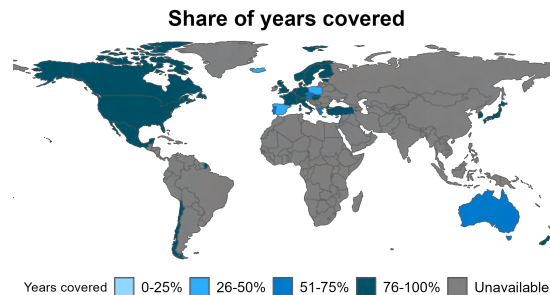 Share of years covered
Years covered 0-25% 26-50% 51-75% 76-100% Unavailable